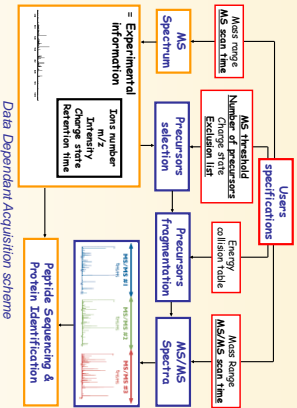 Users
specifications
Mass range
MS scan time
MS threshold
Number of precursors
Charge state
Exclusion list
Energy
collision table
Mass Range
MS/MS scan time
MS
Spectrum
Precursors
selection
Precursors
fragmentation
MS/MS
Spectra
= Experimental
information
Ions number
m/z
Intensity
Charge state
Retention time
MS/MS #1
MS/MS #2
MS/MS #3
Peptide Sequencing &
Protein Identification
Data Dependant Acquisition scheme